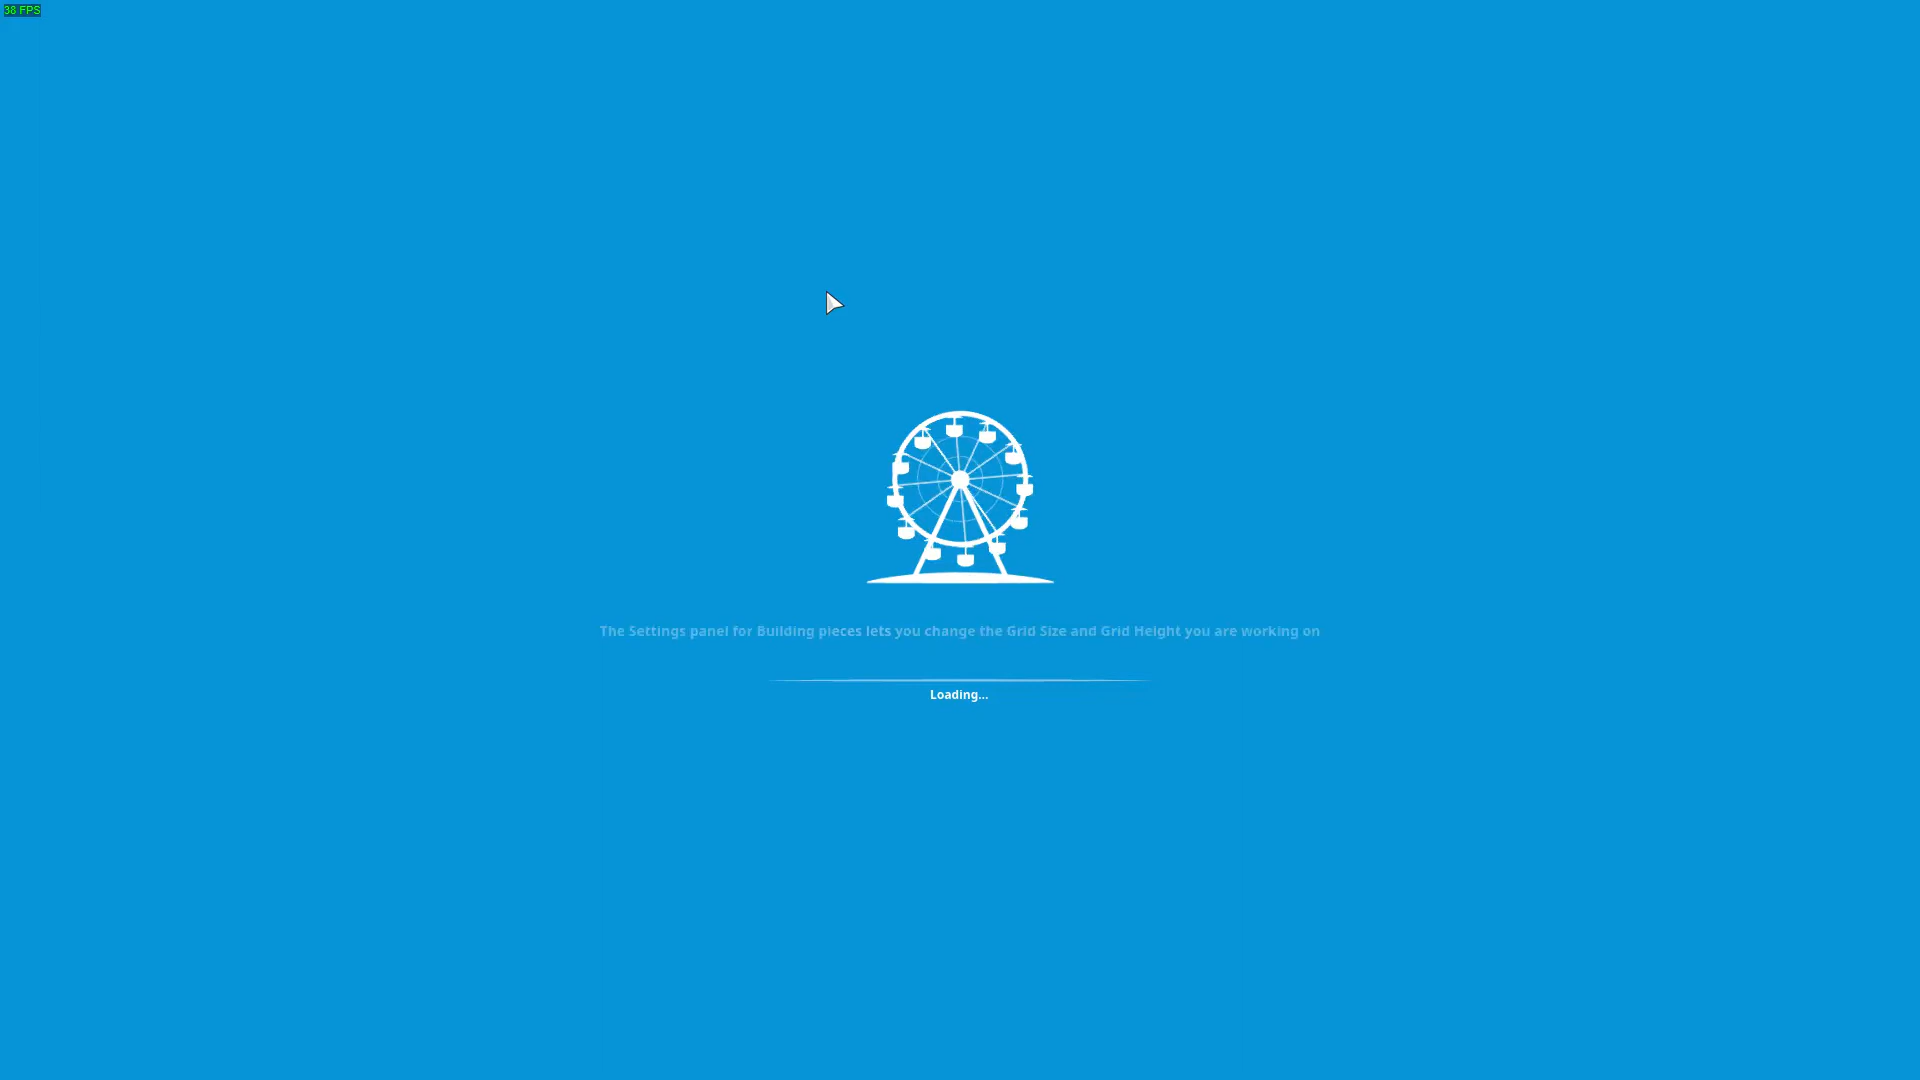 38 FPS
The Settings panel for Building pieces lets you change the Grid Size and Grid Height you are working on
Loading...